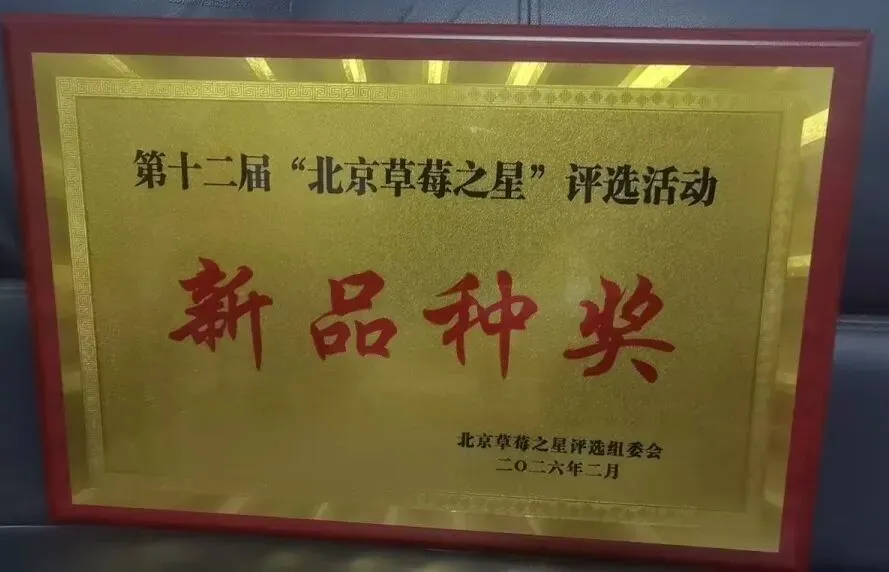 第十二届“北京草莓之星”评选活动
新品种奖
北京草莓之星评选组委会
二〇二六年二月